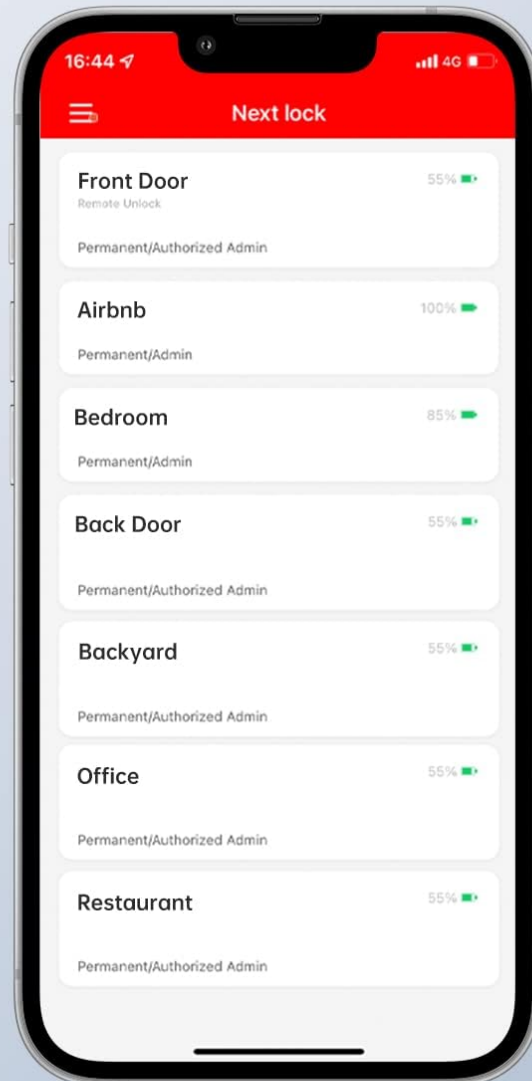 16:44
4G
Next lock
Front Door
55%
Remote Unlock
Permanent/Authorized Admin
Airbnb
100%
Permanent/Admin
Bedroom
85%
Permanent/Admin
Back Door
55%
Permanent/Authorized Admin
Backyard
55%
Permanent/Authorized Admin
Office
55%
Permanent/Authorized Admin
Restaurant
55%
Permanent/Authorized Admin